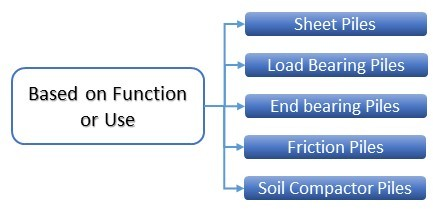 Based on Function
or Use
Sheet Piles
Load Bearing Piles
End bearing Piles
Friction Piles
Soil Compactor Piles